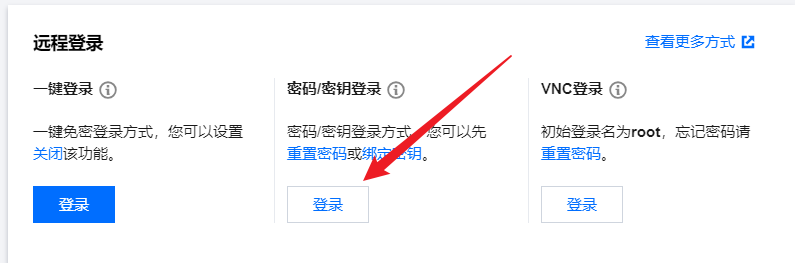 远程登录
查看更多方式
一键登录
一键免密登录方式，您可以设置
关闭该功能。
登录
密码/密钥登录
密码/密钥登录方式，您可以先
重置密码或绑定密钥。
登录
VNC登录
初始登录名为root，忘记密码请
重置密码。
登录